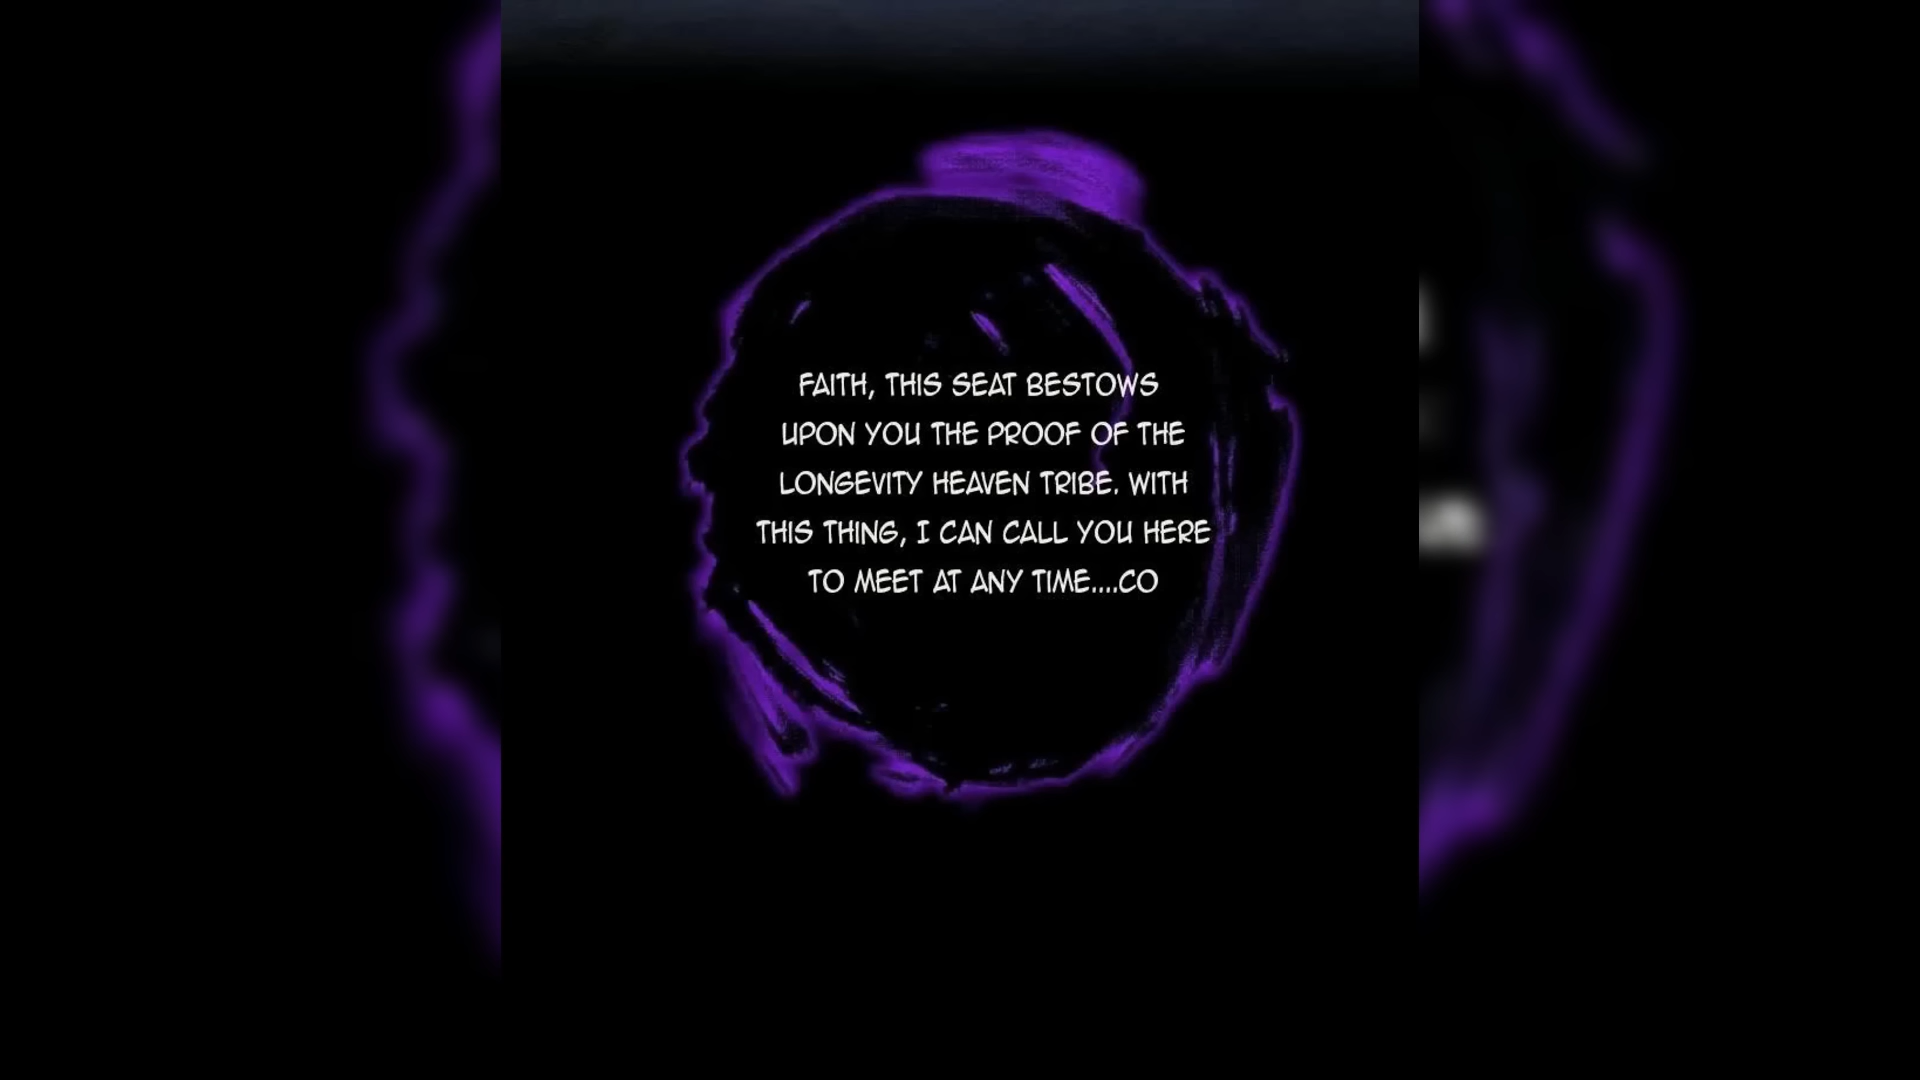 FAITH, THIS SEAT BESTOWS
UPON YOU THE PROOF OF THE
LONGEVITY HEAVEN TRIBE. WITH
THIS THING, I CAN CALL YOU HERE
TO MEET AT ANY TIME....CO